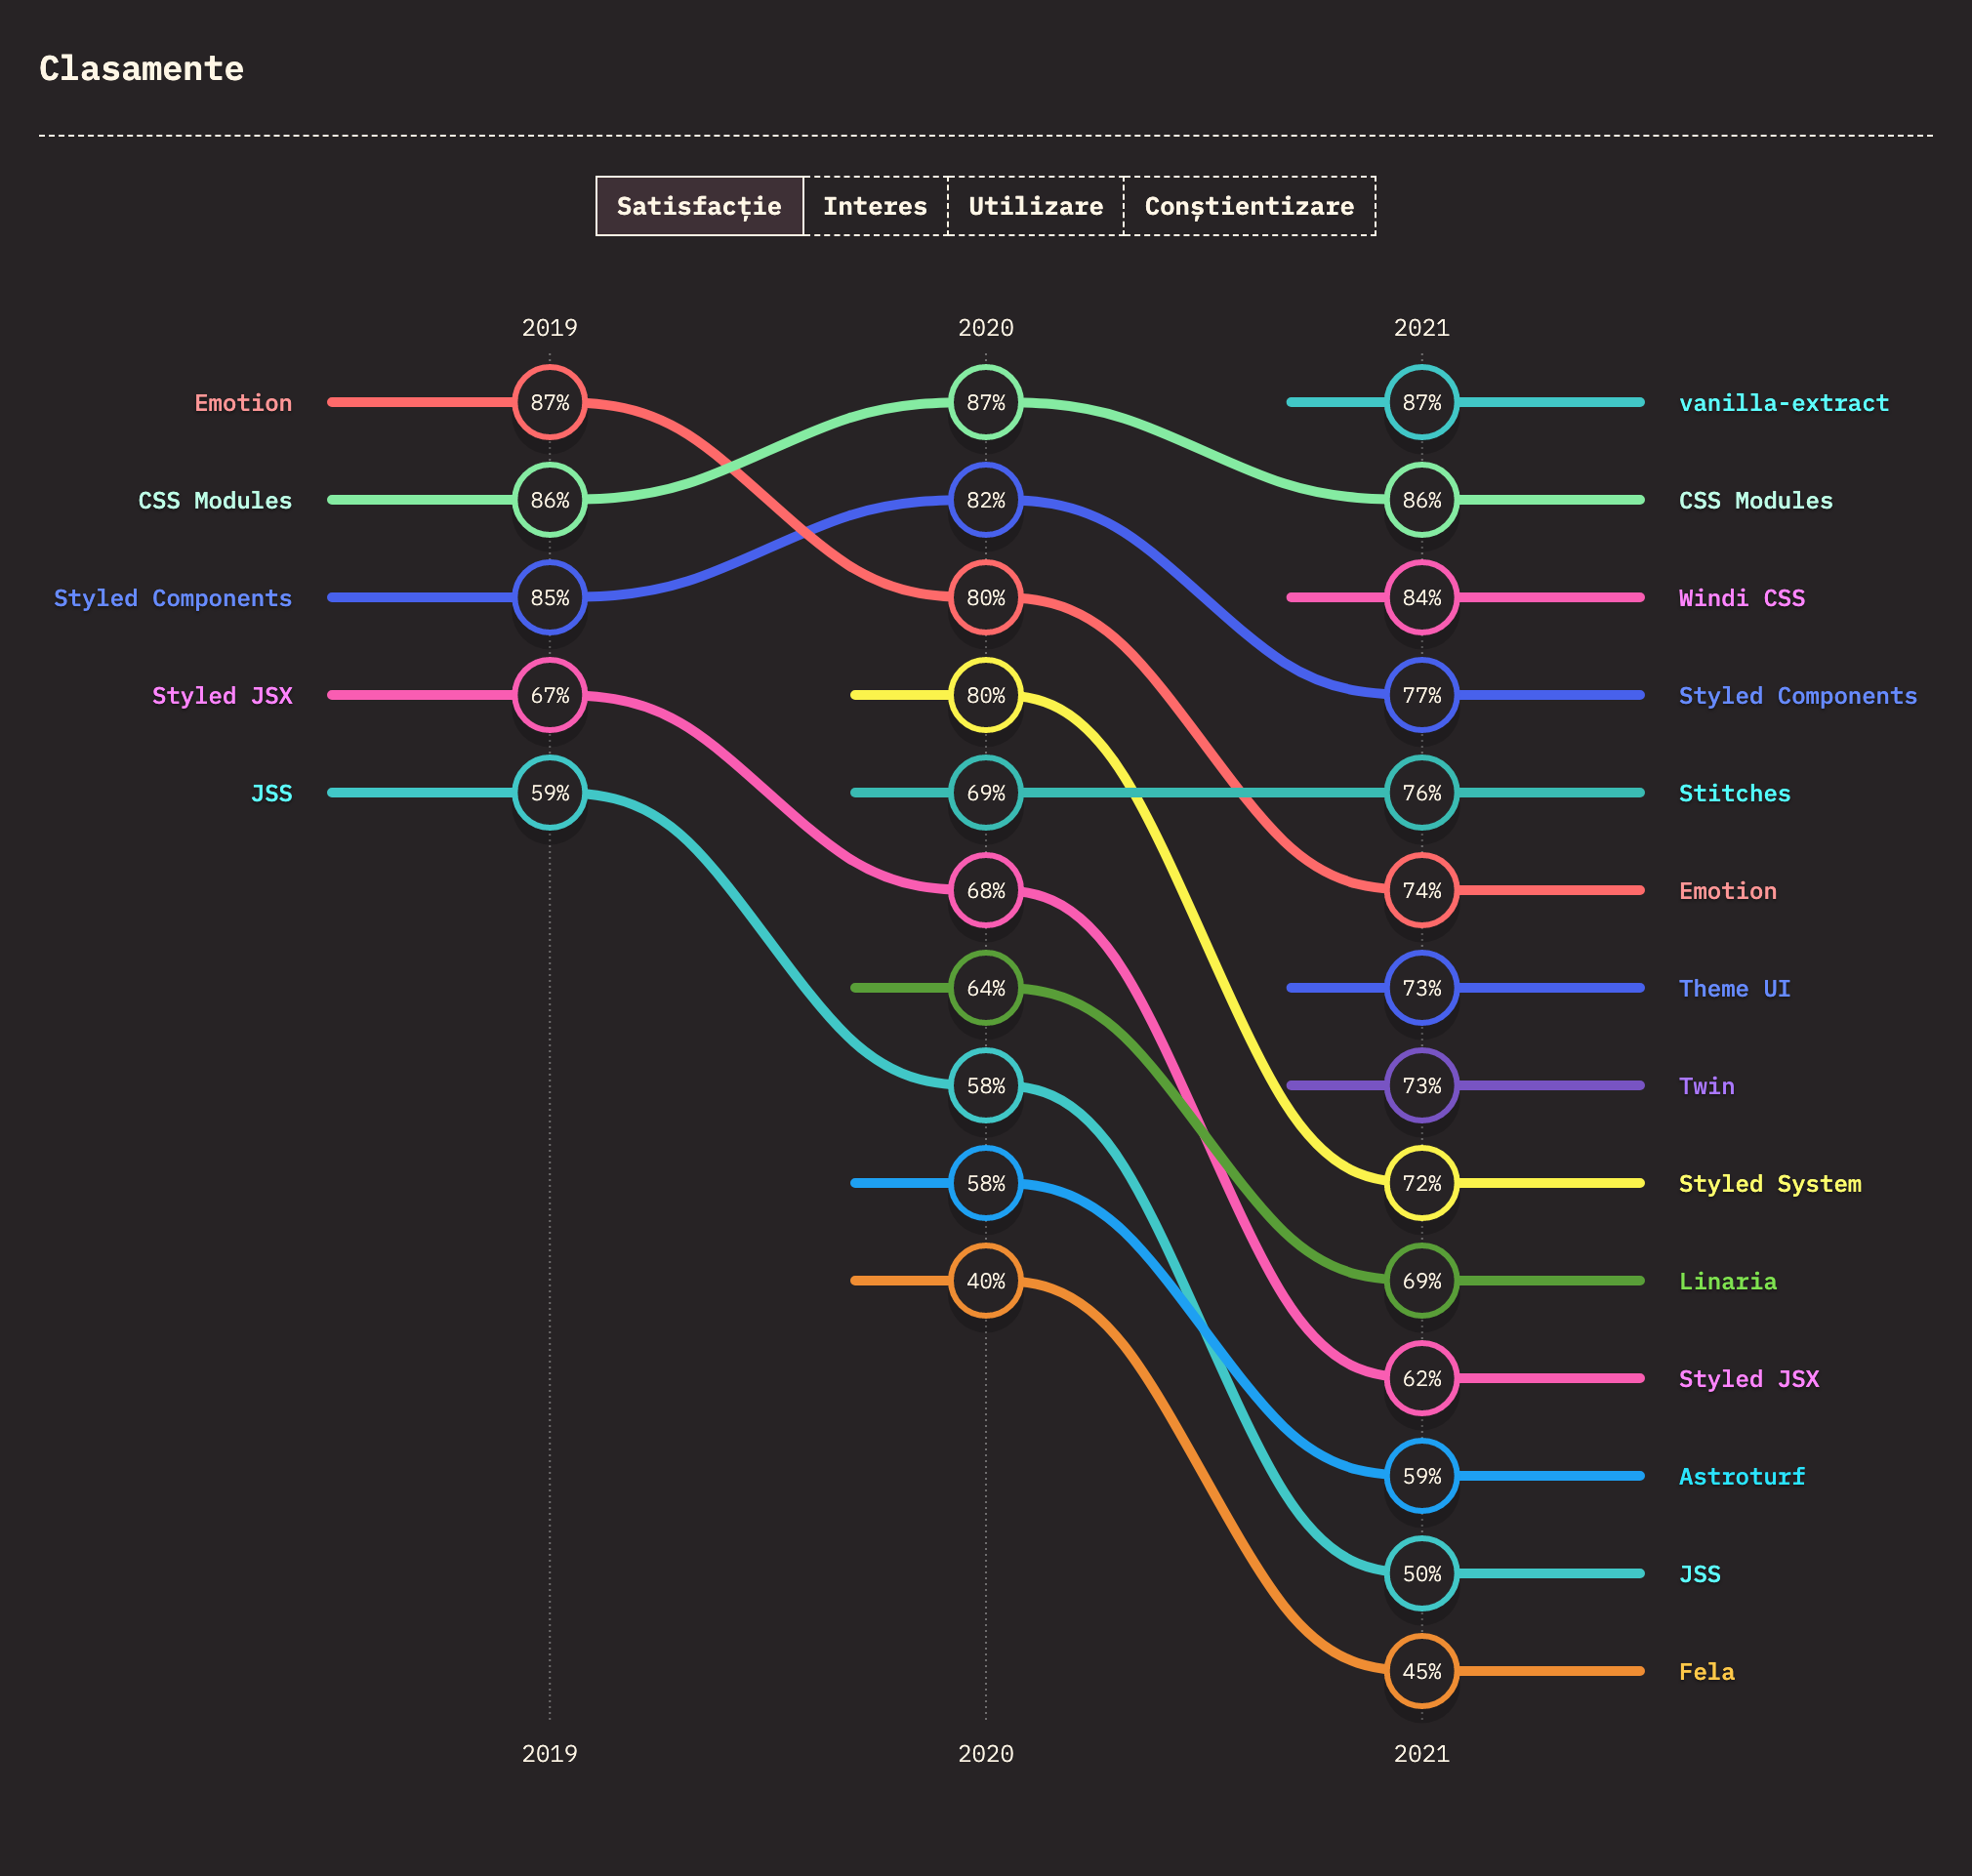 Clasamente
Satisfacție Interes Utilizare Conștientizare
2019 2020 2021
Emotion 87% 87% 87% vanilla-extract
CSS Modules 86% 82% 86% CSS Modules
Styled Components 85% 80% 84% Windi CSS
Styled JSX 67% 80% 77% Styled Components
JSS 59% 69% 76% Stitches
68% 74% Emotion
64% 73% Theme UI
58% 73% Twin
58% 72% Styled System
40% 69% Linaria
62% Styled JSX
59% Astroturf
50% JSS
45% Fela
2019 2020 2021